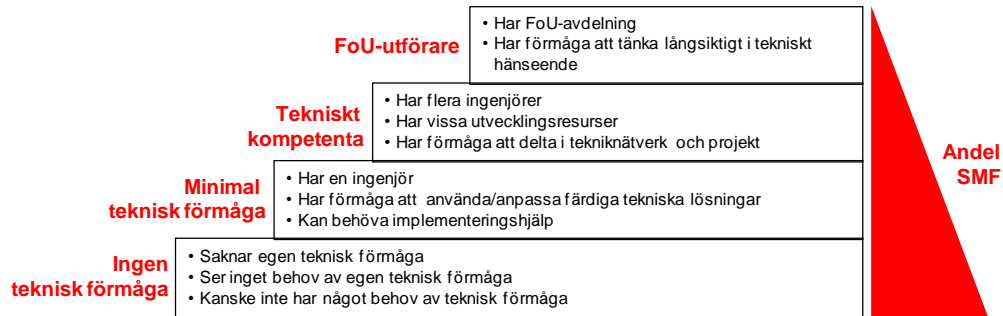 FoU-utförare
• Har FoU-avdelning
• Har förmåga att tänka långsiktigt i tekniskt
hänseende
Tekniskt
kompetenta
• Har flera ingenjörer
• Har vissa utvecklingsresurser
• Har förmåga att delta i tekniknätverk och projekt
Minimal
teknisk förmåga
• Har en ingenjör
• Har förmåga att använda/anpassa färdiga tekniska lösningar
• Kan behöva implementeringshjälp
Ingen
teknisk förmåga
• Saknar egen teknisk förmåga
• Ser inget behov av egen teknisk förmåga
• Kanske inte har något behov av teknisk förmåga
Andel
SMF